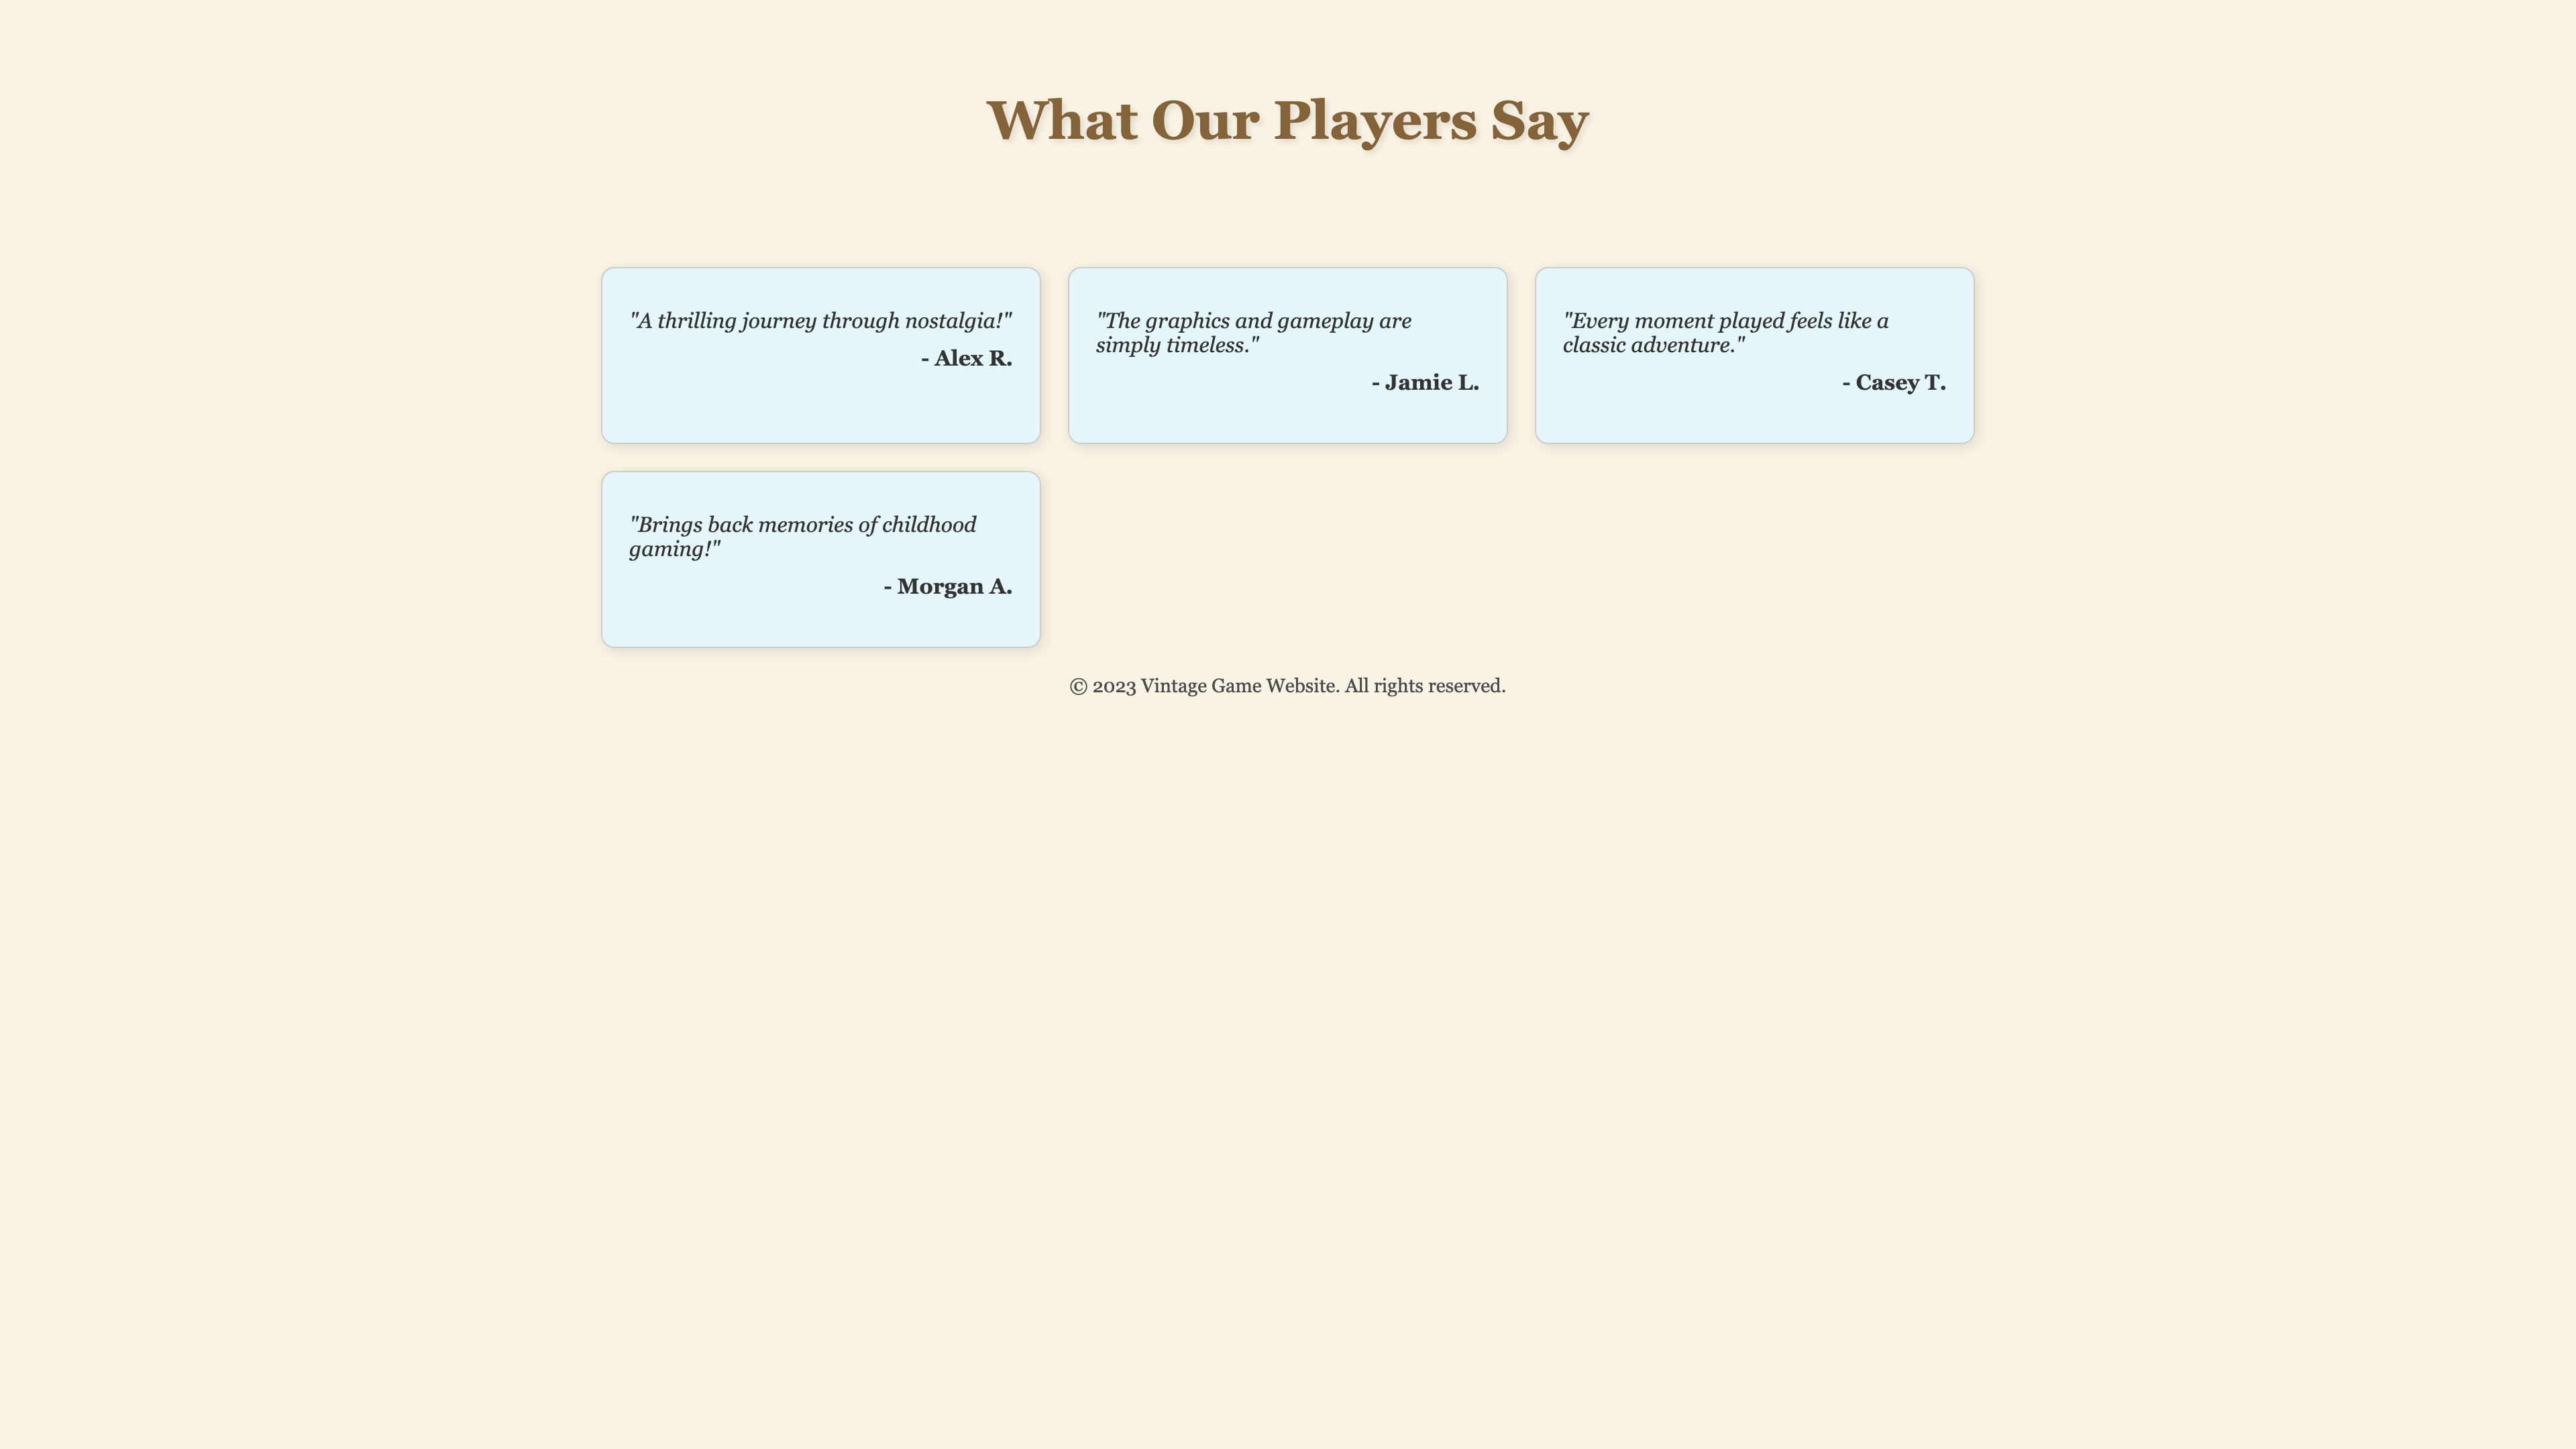 What Our Players Say
"A thrilling journey through nostalgia!"
- Alex R.
"The graphics and gameplay are
simply timeless."
- Jamie L.
"Every moment played feels like a
classic adventure."
- Casey T.
"Brings back memories of childhood
gaming!"
- Morgan A.
© 2023 Vintage Game Website. All rights reserved.